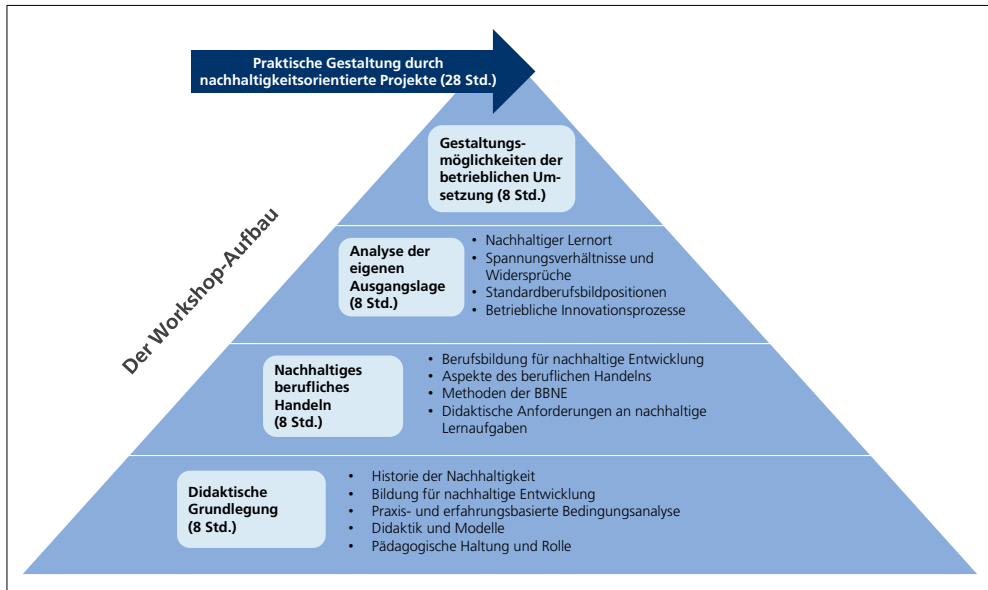 Praktische Gestaltung durch
nachhaltigkeitsorientierte Projekte (28 Std.)
Der Workshop-Aufbau
Gestaltungs-
möglichkeiten der
betrieblichen Um-
setzung (8 Std.)
Analyse der
eigenen
Ausgangslage
(8 Std.)
• Nachhaltiger Lernort
• Spannungsverhältnisse und
Widersprüche
• Standardberufsbildpositionen
• Betriebliche Innovationsprozesse
Nachhaltiges
berufliches
Handeln
(8 Std.)
• Berufsbildung für nachhaltige Entwicklung
• Aspekte des beruflichen Handelns
• Methoden der BBNE
• Didaktische Anforderungen an nachhaltige
Lernaufgaben
Didaktische
Grundlegung
(8 Std.)
• Historie der Nachhaltigkeit
• Bildung für nachhaltige Entwicklung
• Praxis- und erfahrungsbasierte Bedingungsanalyse
• Didaktik und Modelle
• Pädagogische Haltung und Rolle